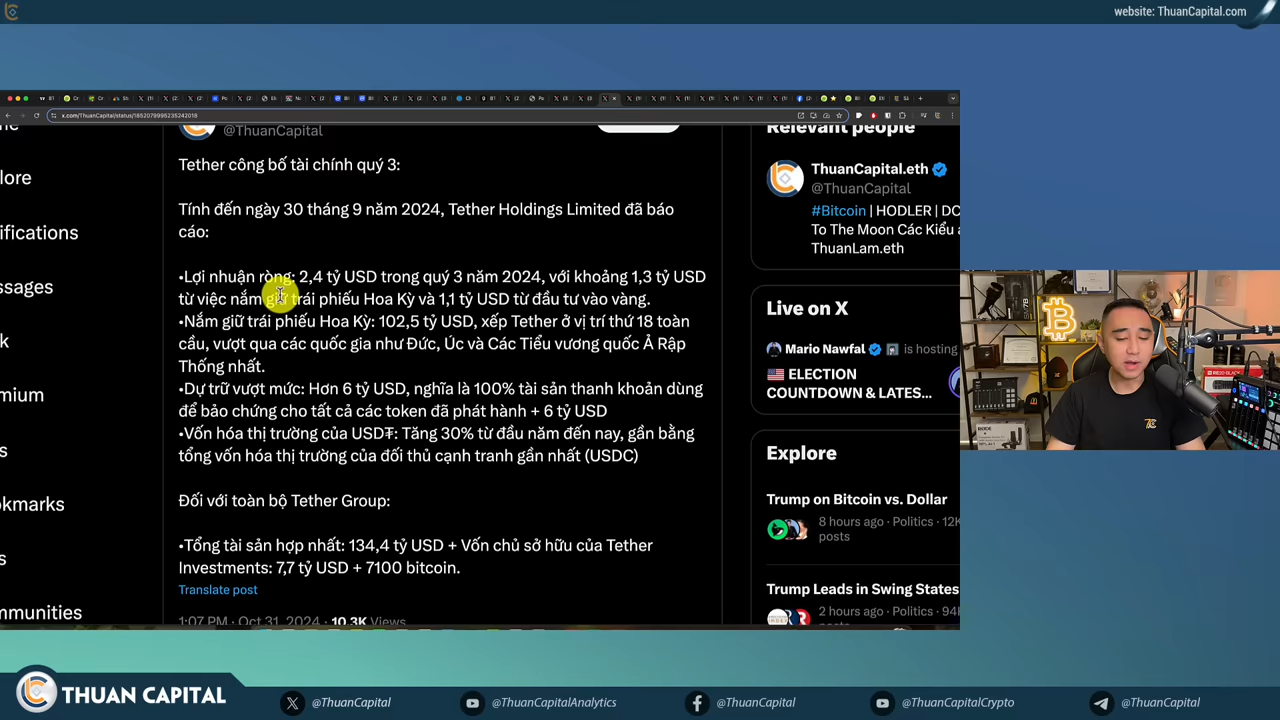 website: ThuanCapital.com
x.com/ThuanCapital/status/1852079995235242018
@ThuanCapital
Relevant people
Tether công bố tài chính quý 3:
Tính đến ngày 30 tháng 9 năm 2024, Tether Holdings Limited đã báo
cáo:
•Lợi nhuận ròng: 2,4 tỷ USD trong quý 3 năm 2024, với khoảng 1,3 tỷ USD
từ việc nắm giữ trái phiếu Hoa Kỳ và 1,1 tỷ USD từ đầu tư vào vàng.
•Nắm giữ trái phiếu Hoa Kỳ: 102,5 tỷ USD, xếp Tether ở vị trí thứ 18 toàn
cầu, vượt qua các quốc gia như Đức, Úc và Các Tiểu vương quốc Ả Rập
Thống nhất.
•Dự trữ vượt mức: Hơn 6 tỷ USD, nghĩa là 100% tài sản thanh khoản dùng
để bảo chứng cho tất cả các token đã phát hành + 6 tỷ USD
•Vốn hóa thị trường của USD₮: Tăng 30% từ đầu năm đến nay, gần bằng
tổng vốn hóa thị trường của đối thủ cạnh tranh gần nhất (USDC)
Đối với toàn bộ Tether Group:
•Tổng tài sản hợp nhất: 134,4 tỷ USD + Vốn chủ sở hữu của Tether
Investments: 7,7 tỷ USD + 7100 bitcoin.
Translate post
1:07 PM · Oct 31, 2024 · 10.3K Views
lore
ifications
ssages
k
mium
s
okmarks
s
mmunities
ThuanCapital.eth
@ThuanCapital
#Bitcoin | HODLER | DC
To The Moon Các Kiểu
ThuanLam.eth
Live on X
Mario Nawfal is hosting
ELECTION
COUNTDOWN & LATES...
Explore
Trump on Bitcoin vs. Dollar
8 hours ago · Politics · 12K
posts
Trump Leads in Swing States
2 hours ago · Politics · 94K
posts
THUAN CAPITAL
@ThuanCapital
@ThuanCapitalAnalytics
@ThuanCapital
@ThuanCapitalCrypto
@ThuanCapital